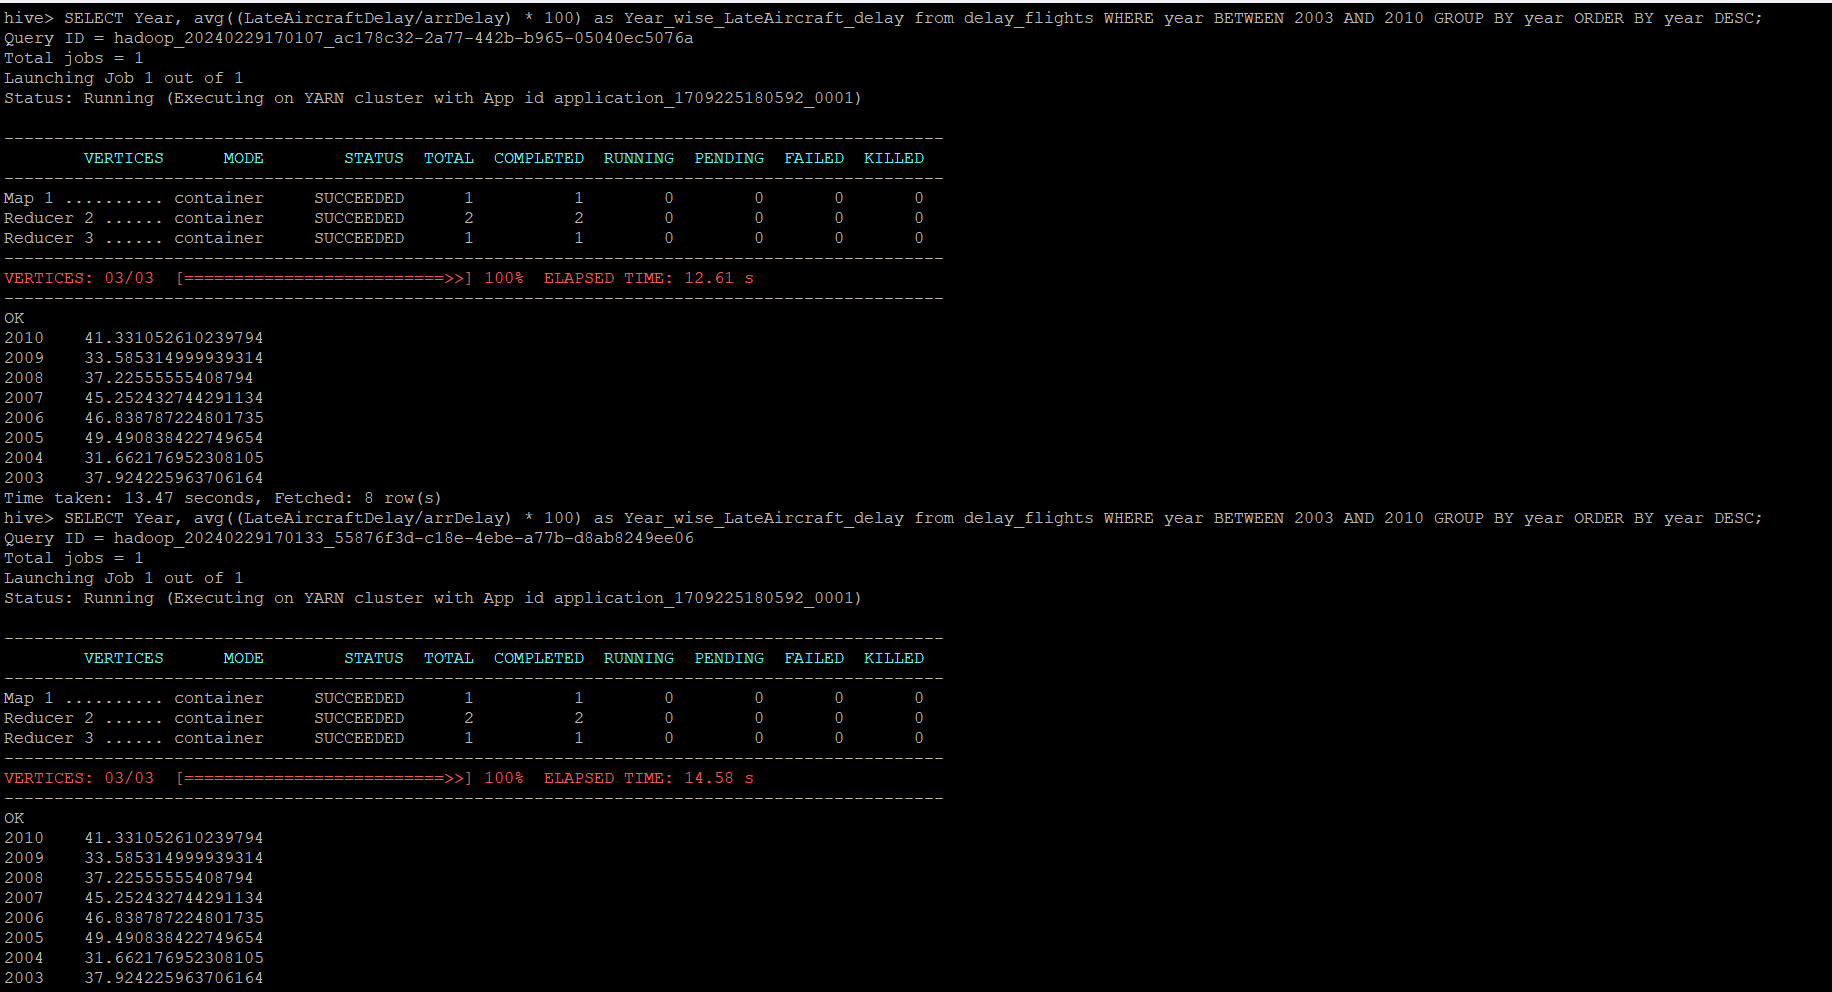 hive> SELECT Year, avg((LateAircraftDelay/arrDelay) * 100) as Year_wise_LateAircraft_delay from delay_flights WHERE year BETWEEN 2003 AND 2010 GROUP BY year ORDER BY year DESC;
Query ID = hadoop_20240229170107_ac178c32-2a77-442b-b965-05040ec5076a
Total jobs = 1
Launching Job 1 out of 1
Status: Running (Executing on YARN cluster with App id application_1709225180592_0001)

----------------------------------------------------------------------------------------------
        VERTICES      MODE        STATUS  TOTAL  COMPLETED  RUNNING  PENDING  FAILED  KILLED
----------------------------------------------------------------------------------------------
Map 1 .......... container     SUCCEEDED      1          1        0        0       0       0
Reducer 2 ...... container     SUCCEEDED      2          2        0        0       0       0
Reducer 3 ...... container     SUCCEEDED      1          1        0        0       0       0
----------------------------------------------------------------------------------------------
VERTICES: 03/03  [==========================>>] 100%  ELAPSED TIME: 12.61 s
----------------------------------------------------------------------------------------------
OK
2010    41.331052610239794
2009    33.585314999939314
2008    37.22555555408794
2007    45.252432744291134
2006    46.838787224801735
2005    49.490838422749654
2004    31.662176952308105
2003    37.924225963706164
Time taken: 13.47 seconds, Fetched: 8 row(s)
hive> SELECT Year, avg((LateAircraftDelay/arrDelay) * 100) as Year_wise_LateAircraft_delay from delay_flights WHERE year BETWEEN 2003 AND 2010 GROUP BY year ORDER BY year DESC;
Query ID = hadoop_20240229170133_55876f3d-c18e-4ebe-a77b-d8ab8249ee06
Total jobs = 1
Launching Job 1 out of 1
Status: Running (Executing on YARN cluster with App id application_1709225180592_0001)

----------------------------------------------------------------------------------------------
        VERTICES      MODE        STATUS  TOTAL  COMPLETED  RUNNING  PENDING  FAILED  KILLED
----------------------------------------------------------------------------------------------
Map 1 .......... container     SUCCEEDED      1          1        0        0       0       0
Reducer 2 ...... container     SUCCEEDED      2          2        0        0       0       0
Reducer 3 ...... container     SUCCEEDED      1          1        0        0       0       0
----------------------------------------------------------------------------------------------
VERTICES: 03/03  [==========================>>] 100%  ELAPSED TIME: 14.58 s
----------------------------------------------------------------------------------------------
OK
2010    41.331052610239794
2009    33.585314999939314
2008    37.22555555408794
2007    45.252432744291134
2006    46.838787224801735
2005    49.490838422749654
2004    31.662176952308105
2003    37.924225963706164